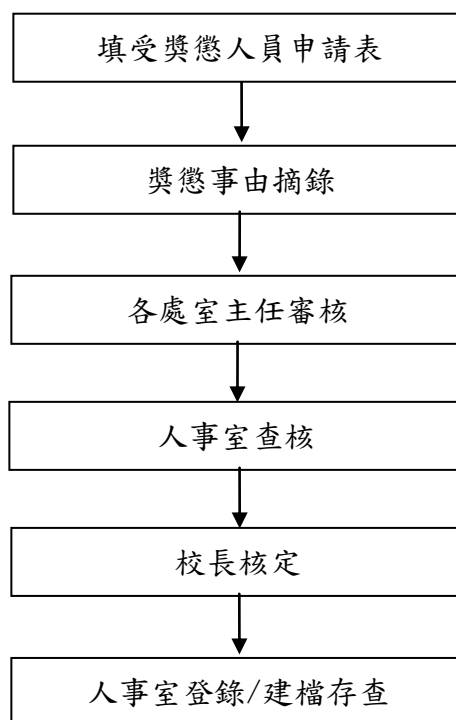 填受獎懲人員申請表
獎懲事由摘錄
各處室主任審核
人事室查核
校長核定
人事室登錄/建檔存查